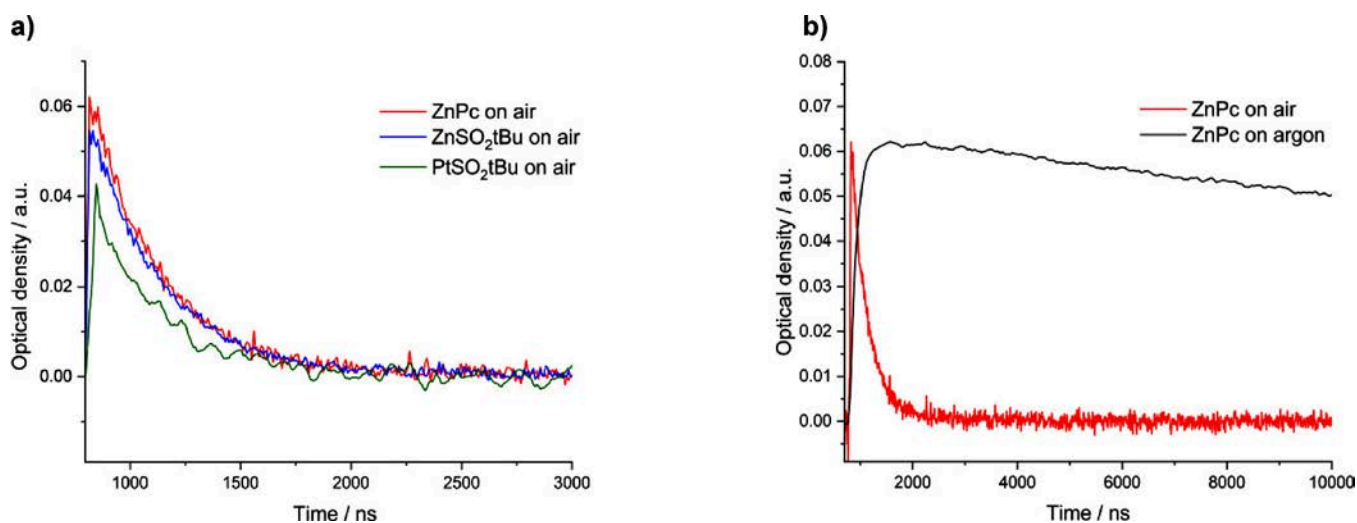 a)
0.06
0.04
0.02
0.00
Optical density / a.u.
ZnPc on air
ZnSO₂tBu on air
PtSO₂tBu on air
1000 1500 2000 2500 3000
Time / ns
b)
0.08
0.07
0.06
0.05
0.04
0.03
0.02
0.01
0.00
Optical density / a.u.
ZnPc on air
ZnPc on argon
2000 4000 6000 8000 10000
Time / ns